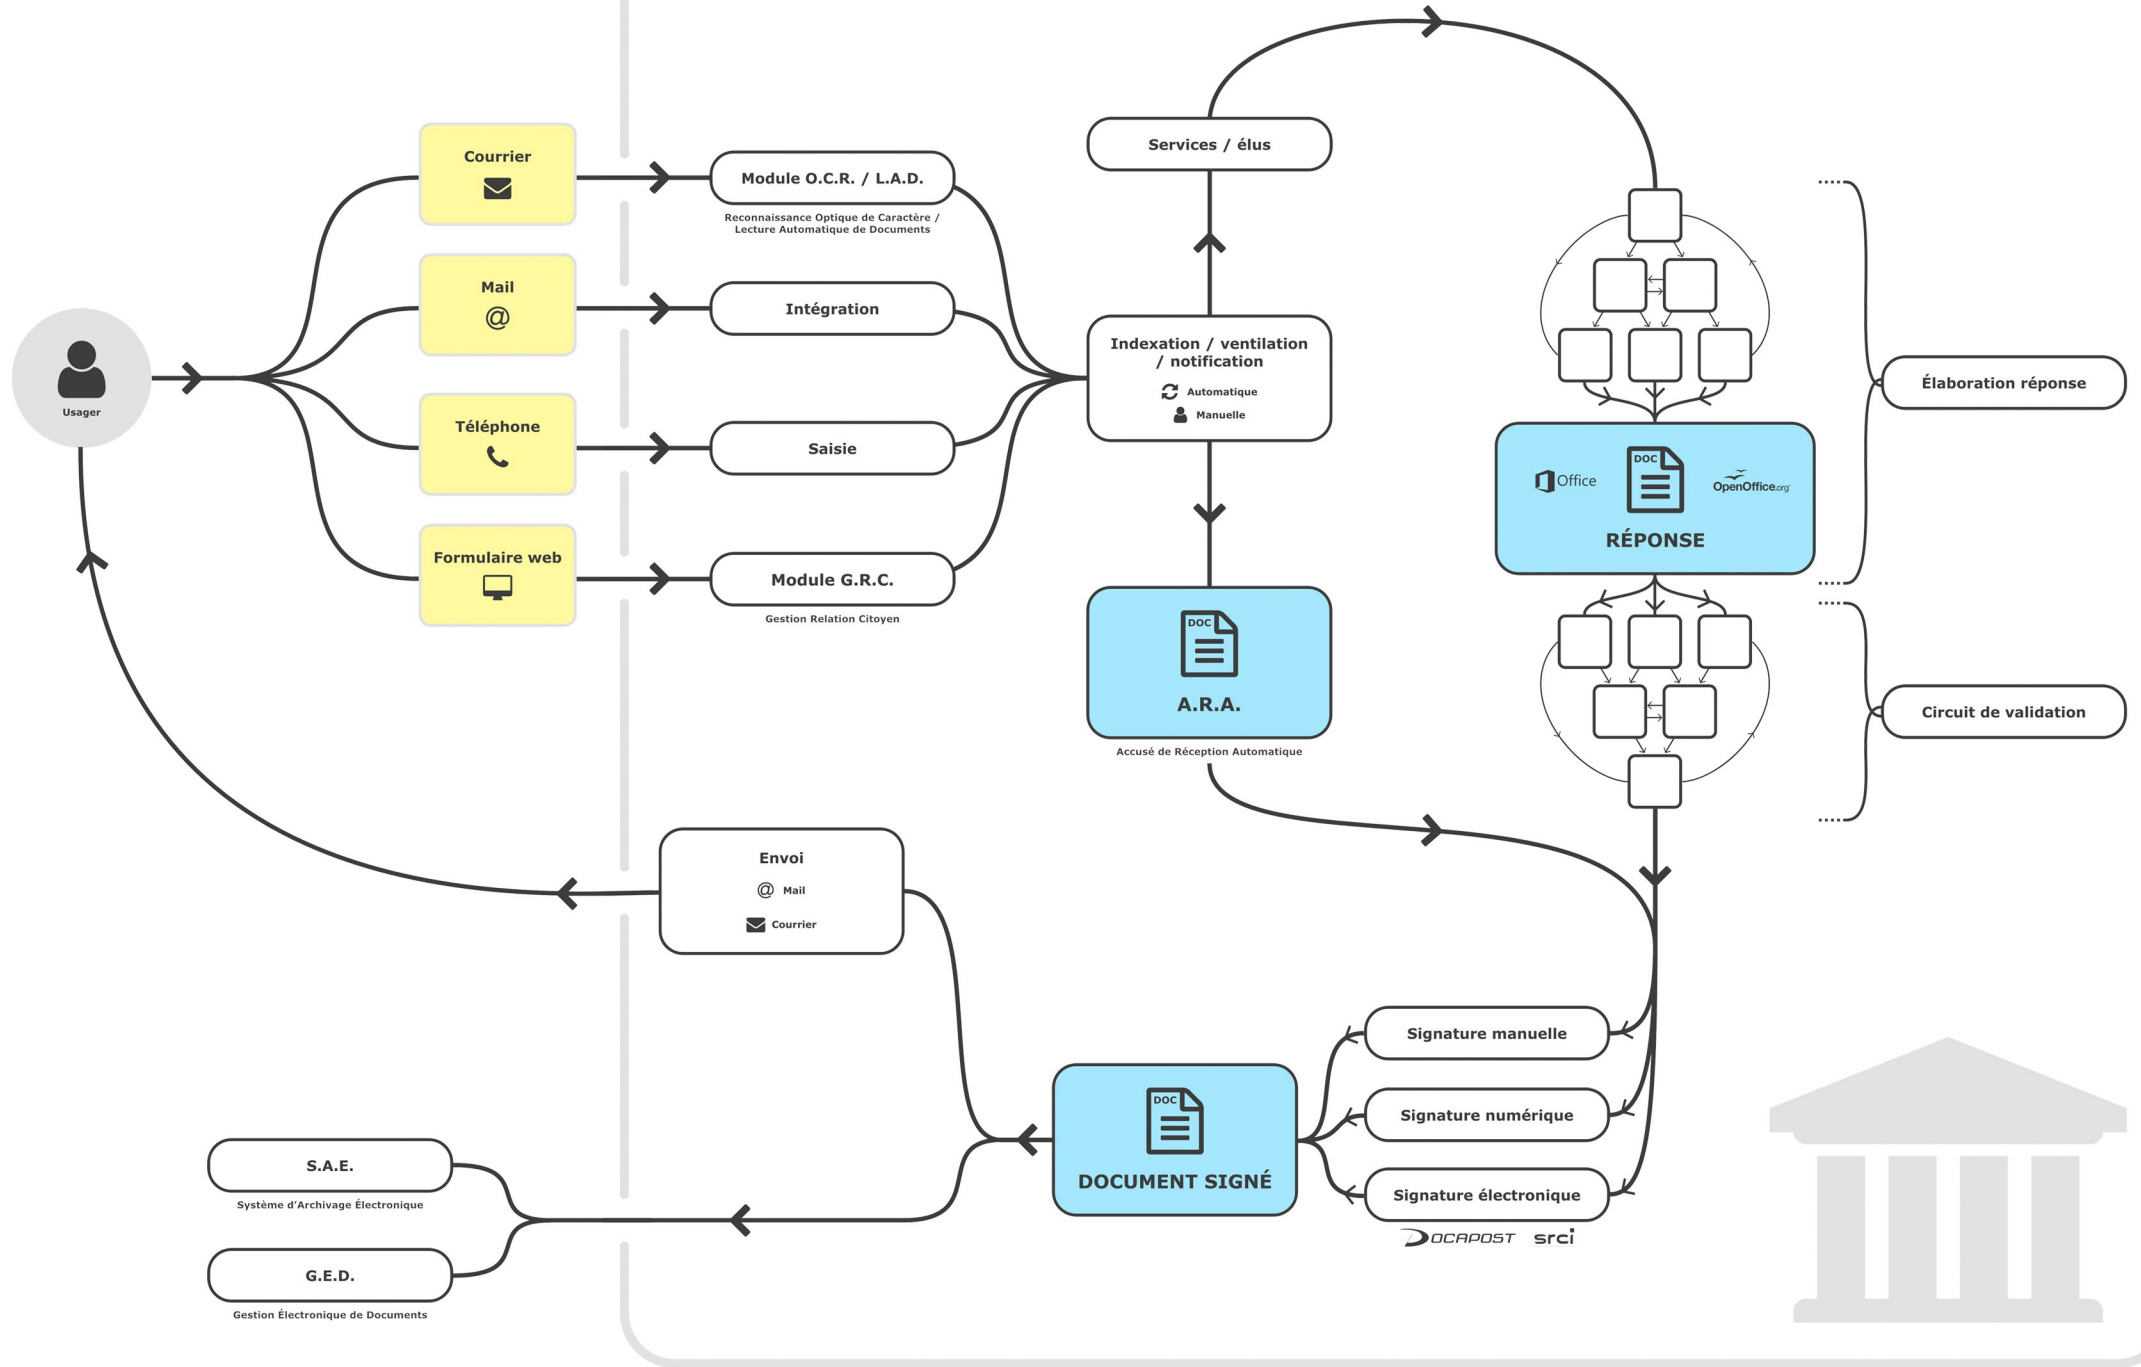 Usager
Courrier
Mail
@
Téléphone
Formulaire web
Module O.C.R. / L.A.D.
Reconnaissance Optique de Caractère /
Lecture Automatique de Documents
Intégration
Saisie
Module G.R.C.
Gestion Relation Citoyen
Services / élus
Indexation / ventilation
/ notification
Automatique
Manuelle
DOC
A.R.A.
Accusé de Réception Automatique
Office
DOC
OpenOffice.org
RÉPONSE
Élaboration réponse
Circuit de validation
Envoi
@ Mail
Courrier
Signature manuelle
Signature numérique
Signature électronique
DOCAPOST srci
DOC
DOCUMENT SIGNÉ
S.A.E.
Système d’Archivage Électronique
G.E.D.
Gestion Électronique de Documents